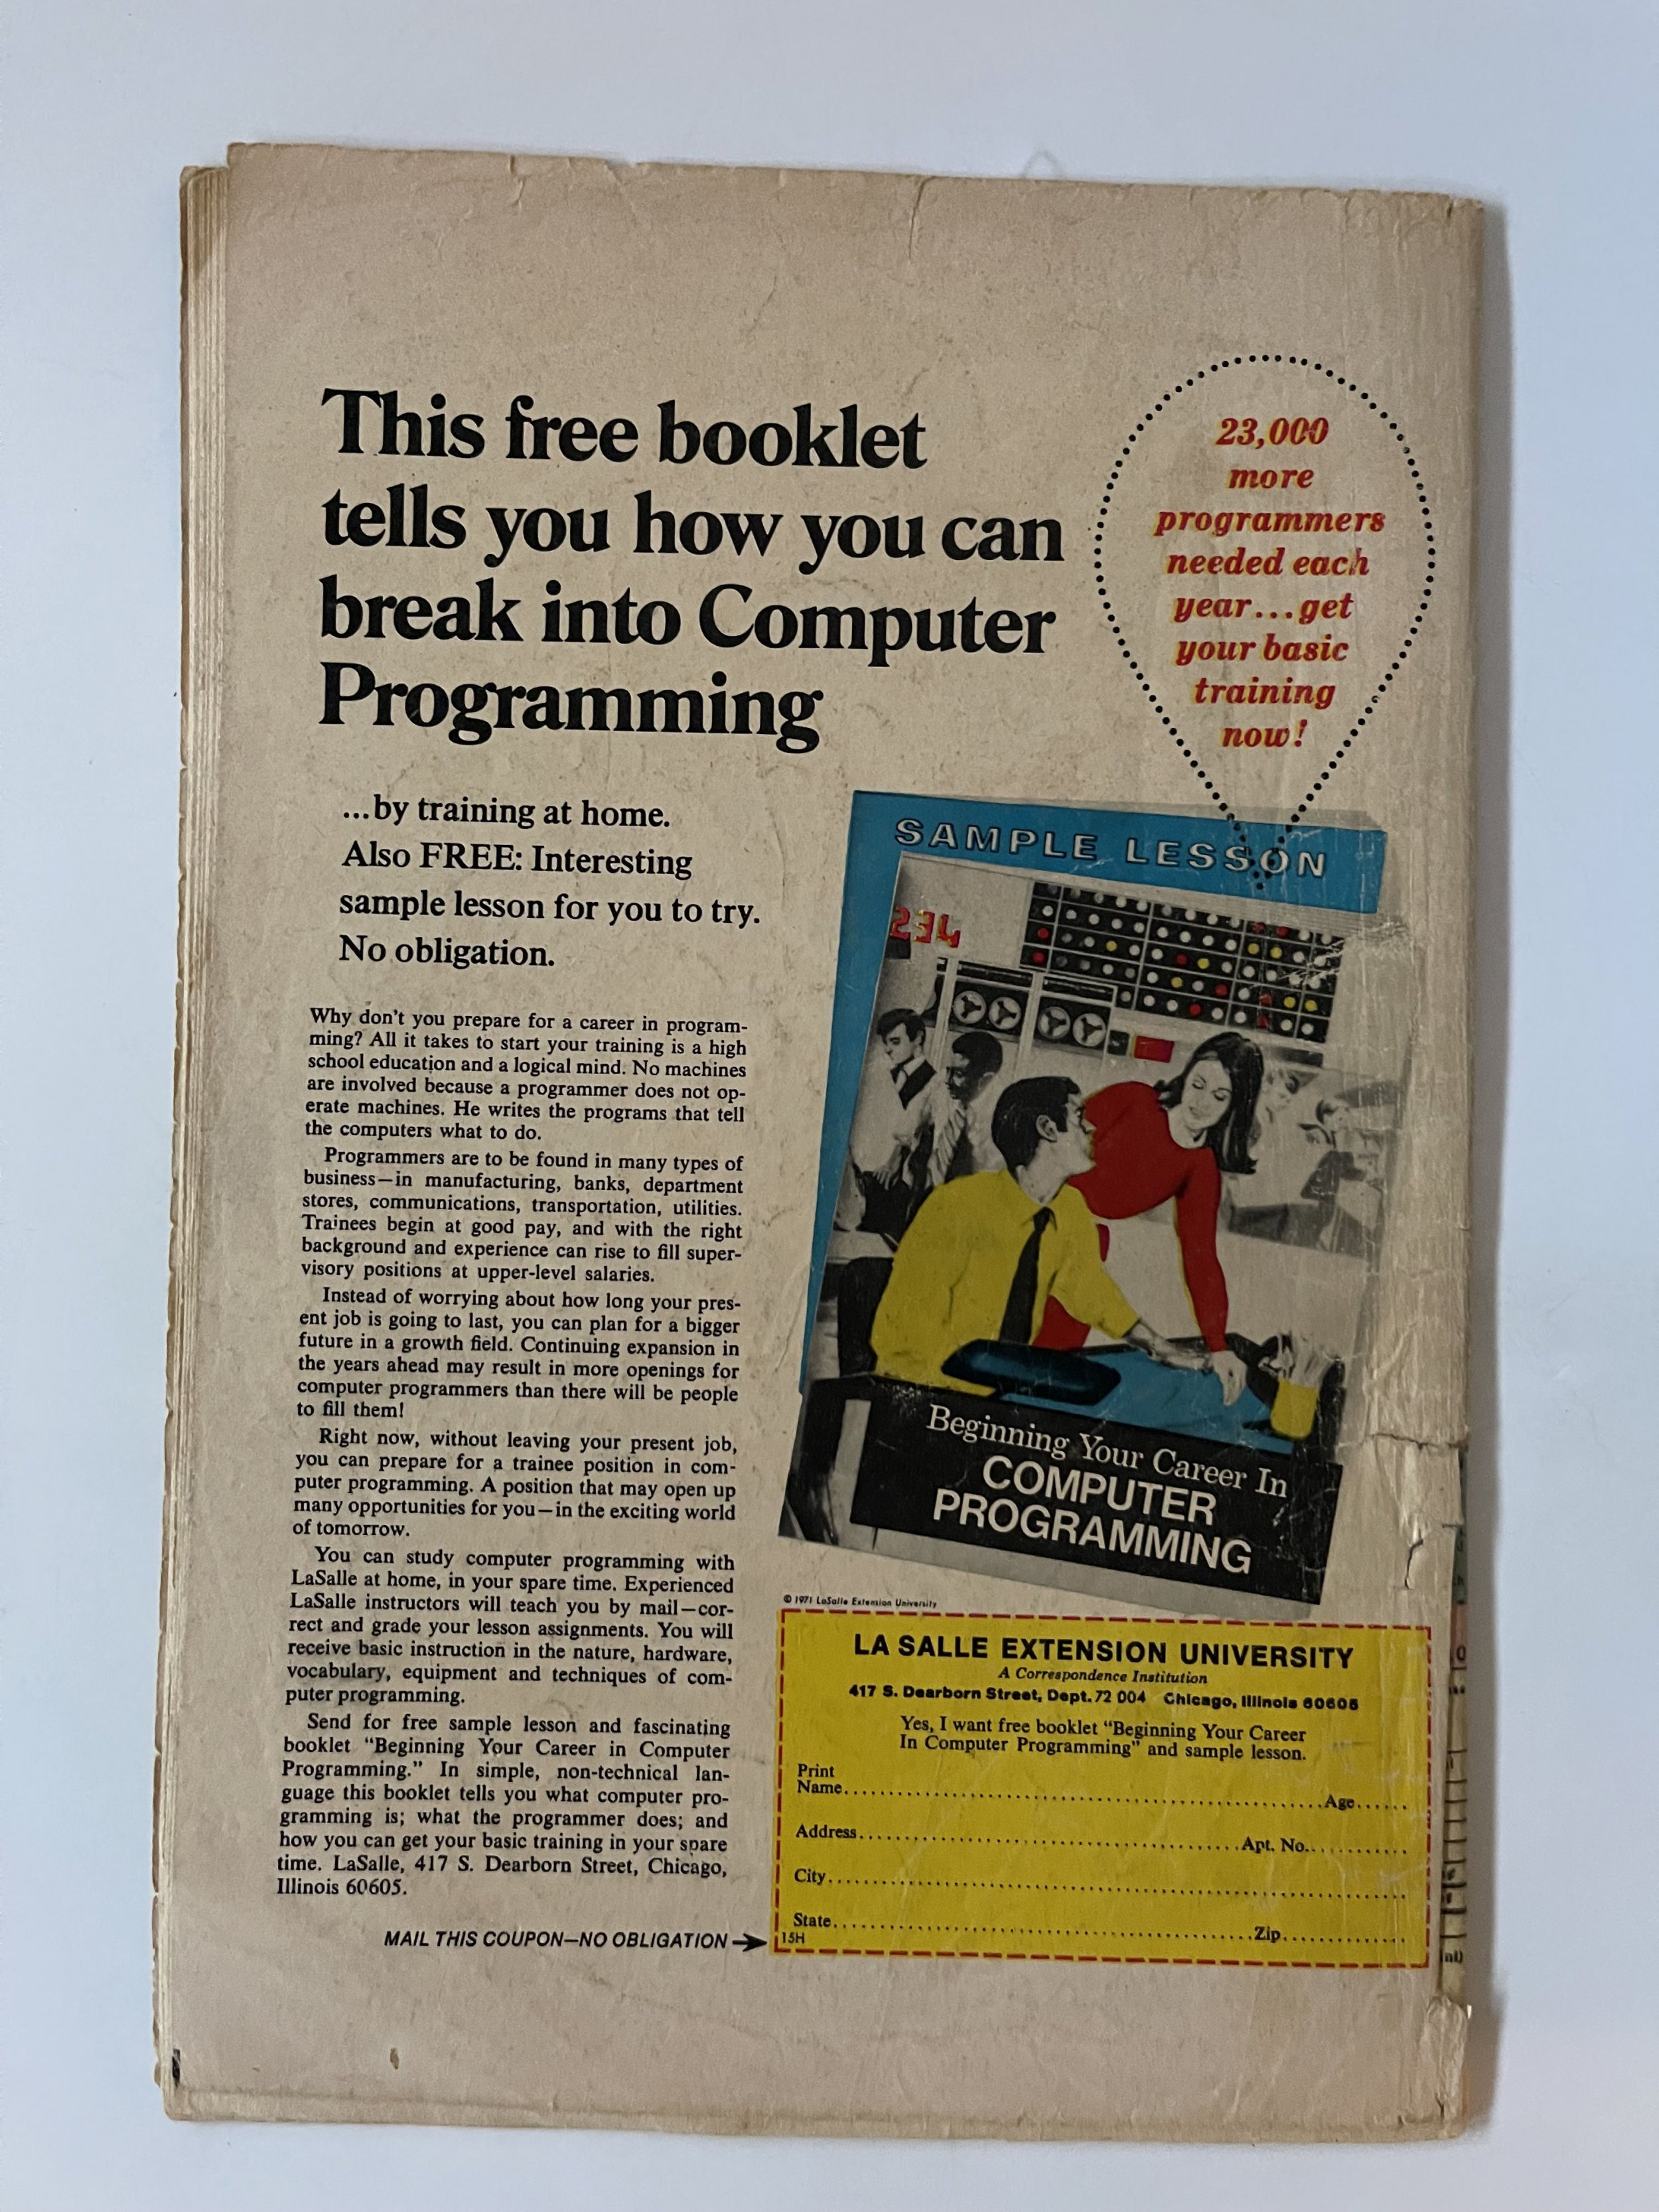 This free booklet
tells you how you can
break into Computer
Programming
23,000
more
programmers
needed each
year...get
your basic
training
now!
...by training at home.
Also FREE: Interesting
sample lesson for you to try.
No obligation.
Why don't you prepare for a career in program-
ming? All it takes to start your training is a high
school education and a logical mind. No machines
are involved because a programmer does not op-
erate machines. He writes the programs that tell
the computers what to do.
Programmers are to be found in many types of
business—in manufacturing, banks, department
stores, communications, transportation, utilities.
Trainees begin at good pay, and with the right
background and experience can rise to fill super-
visory positions at upper-level salaries.
Instead of worrying about how long your pres-
ent job is going to last, you can plan for a bigger
future in a growth field. Continuing expansion in
the years ahead may result in more openings for
computer programmers than there will be people
to fill them!
Right now, without leaving your present job,
you can prepare for a trainee position in com-
puter programming. A position that may open up
many opportunities for you—in the exciting world
of tomorrow.
You can study computer programming with
LaSalle at home, in your spare time. Experienced
LaSalle instructors will teach you by mail—cor-
rect and grade your lesson assignments. You will
receive basic instruction in the nature, hardware,
vocabulary, equipment and techniques of com-
puter programming.
Send for free sample lesson and fascinating
booklet “Beginning Your Career in Computer
Programming.” In simple, non-technical lan-
guage this booklet tells you what computer pro-
gramming is; what the programmer does; and
how you can get your basic training in your spare
time. LaSalle, 417 S. Dearborn Street, Chicago,
Illinois 60605.
MAIL THIS COUPON—NO OBLIGATION
SAMPLE LESSON
234
Beginning Your Career In
COMPUTER
PROGRAMMING
© 1971 LaSalle Extension University
LA SALLE EXTENSION UNIVERSITY
A Correspondence Institution
417 S. Dearborn Street, Dept. 72 004 Chicago, Illinois 60605
Yes, I want free booklet “Beginning Your Career
In Computer Programming” and sample lesson.
Print
Name..........Age......
Address..........Apt. No..........
City..........
State..........Zip..........
15H